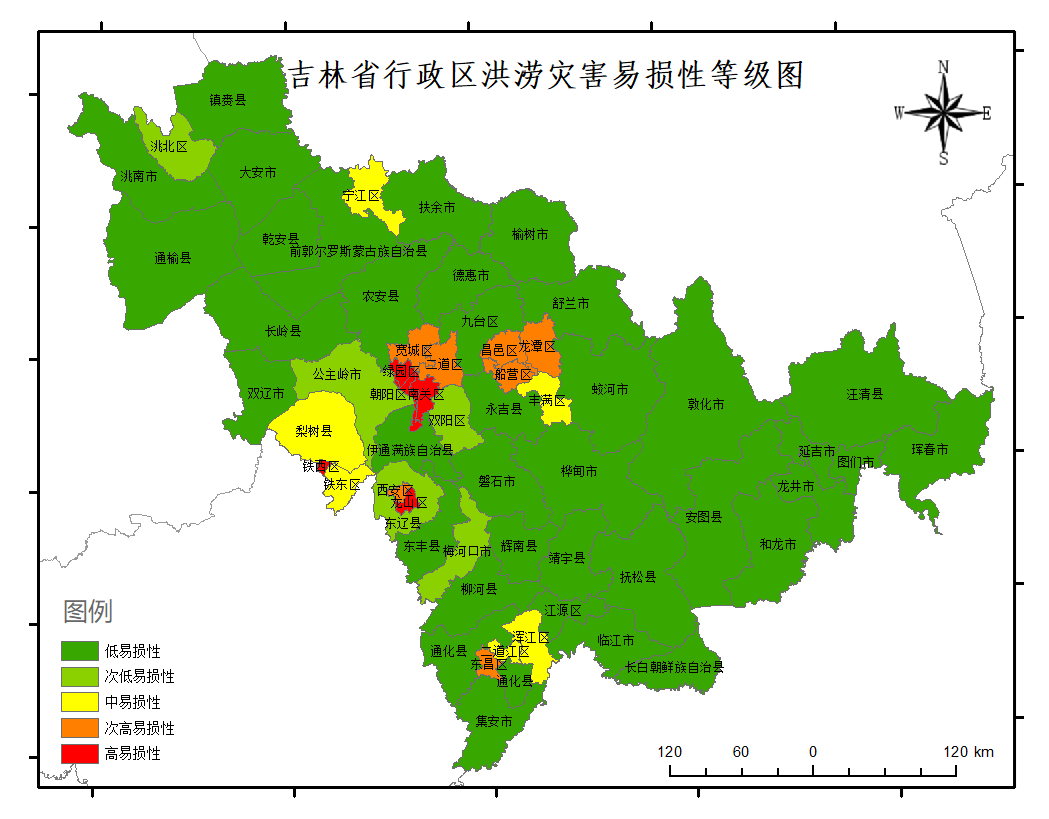 吉林省行政区洪涝灾害易损性等级图
N
W E
S
镇赉县
洮北区
洮南市
大安市
宁江区
扶余市
榆树市
乾安县
前郭尔罗斯蒙古族自治县
通榆县
德惠市
农安县
舒兰市
九台区
长岭县
宽城区
昌邑区
龙潭区
二道区
绿园区
船营区
公主岭市
双辽市
朝阳区
南关区
丰满区
蛟河市
永吉县
敦化市
汪清县
双阳区
梨树县
伊通满族自治县
延吉市
图们市
珲春市
铁西区
铁东区
磐石市
桦甸市
龙井市
西安区
龙山区
东辽县
安图县
和龙市
东丰县
梅河口市
辉南县
靖宇县
抚松县
柳河县
江源区
浑江区
临江市
通化县
二道江区
东昌区
长白朝鲜族自治县
通化县
集安市
图例
低易损性
次低易损性
中易损性
次高易损性
高易损性
120 60 0 120 km